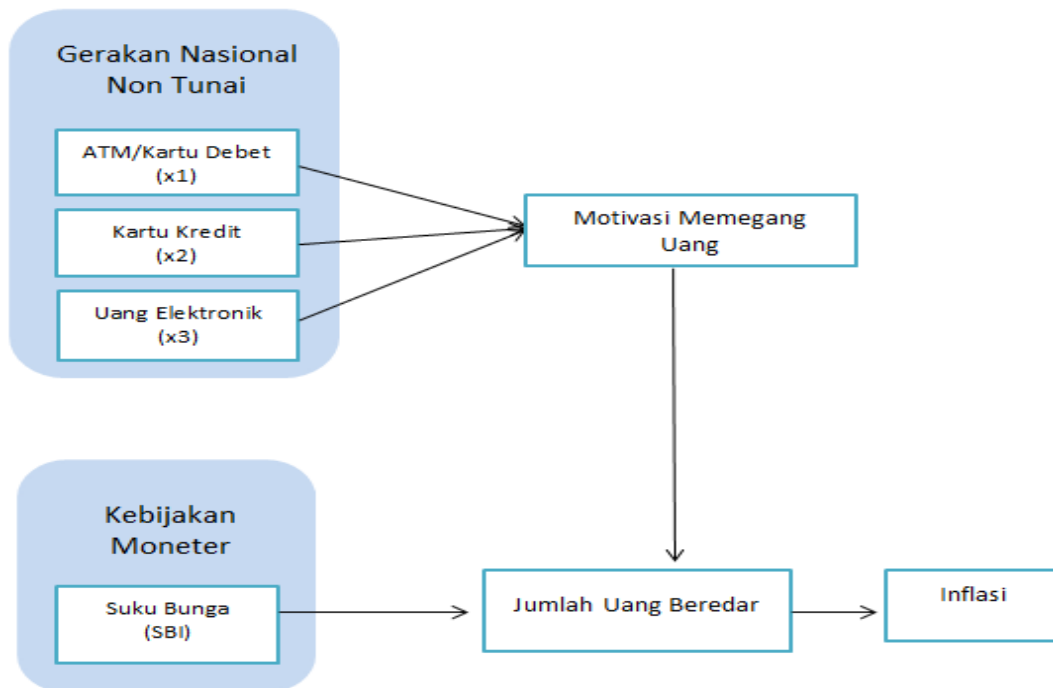 Gerakan Nasional
Non Tunai
ATM/Kartu Debet
(x1)
Kartu Kredit
(x2)
Uang Elektronik
(x3)
Motivasi Memegang
Uang
Kebijakan
Moneter
Suku Bunga
(SBI)
Jumlah Uang Beredar
Inflasi